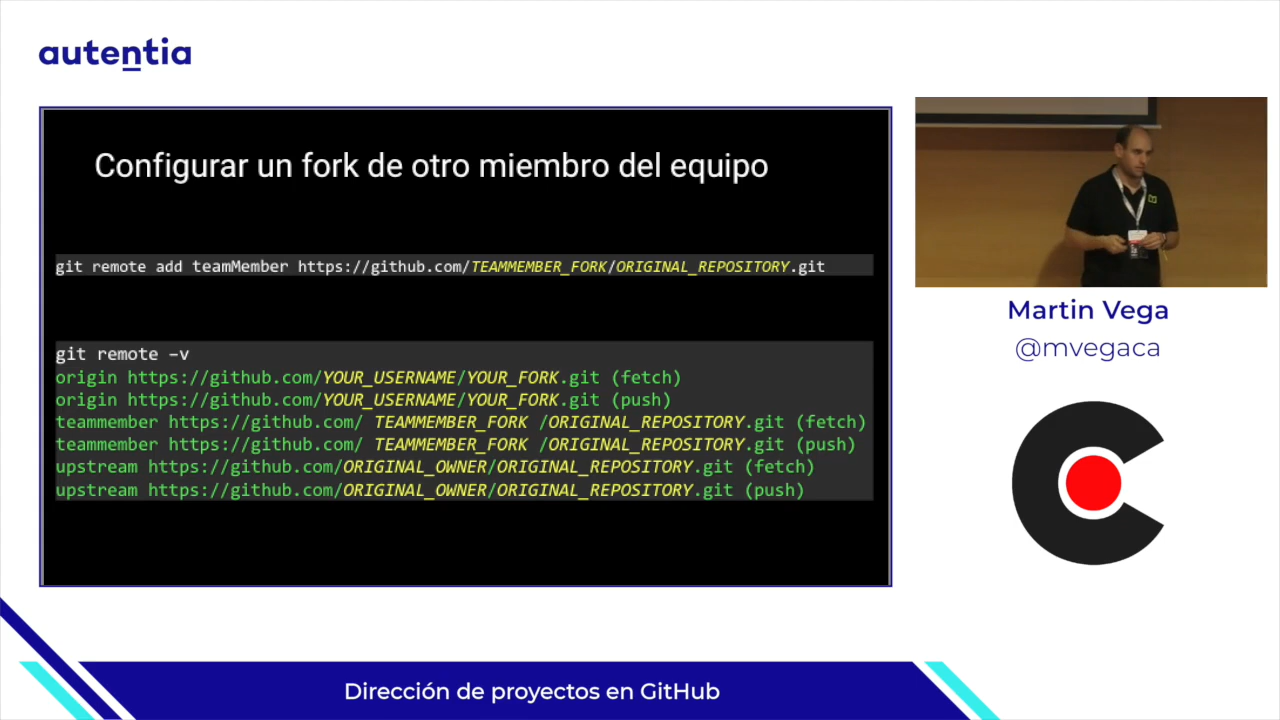 autentia
Configurar un fork de otro miembro del equipo
git remote add teamMember https://github.com/TEAMMEMBER_FORK/ORIGINAL_REPOSITORY.git
git remote –v
origin https://github.com/YOUR_USERNAME/YOUR_FORK.git (fetch)
origin https://github.com/YOUR_USERNAME/YOUR_FORK.git (push)
teammember https://github.com/ TEAMMEMBER_FORK /ORIGINAL_REPOSITORY.git (fetch)
teammember https://github.com/ TEAMMEMBER_FORK /ORIGINAL_REPOSITORY.git (push)
upstream https://github.com/ORIGINAL_OWNER/ORIGINAL_REPOSITORY.git (fetch)
upstream https://github.com/ORIGINAL_OWNER/ORIGINAL_REPOSITORY.git (push)
Martin Vega
@mvegaca
Dirección de proyectos en GitHub